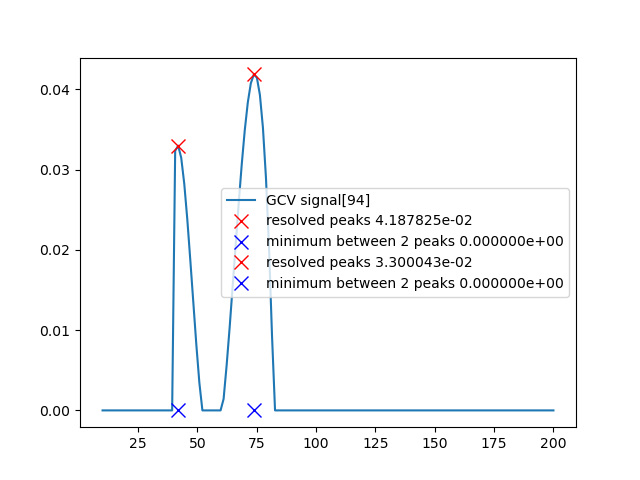 0.04
0.03
0.02
0.01
0.00
GCV signal[94]
resolved peaks 4.187825e-02
minimum between 2 peaks 0.000000e+00
resolved peaks 3.300043e-02
minimum between 2 peaks 0.000000e+00
25 50 75 100 125 150 175 200